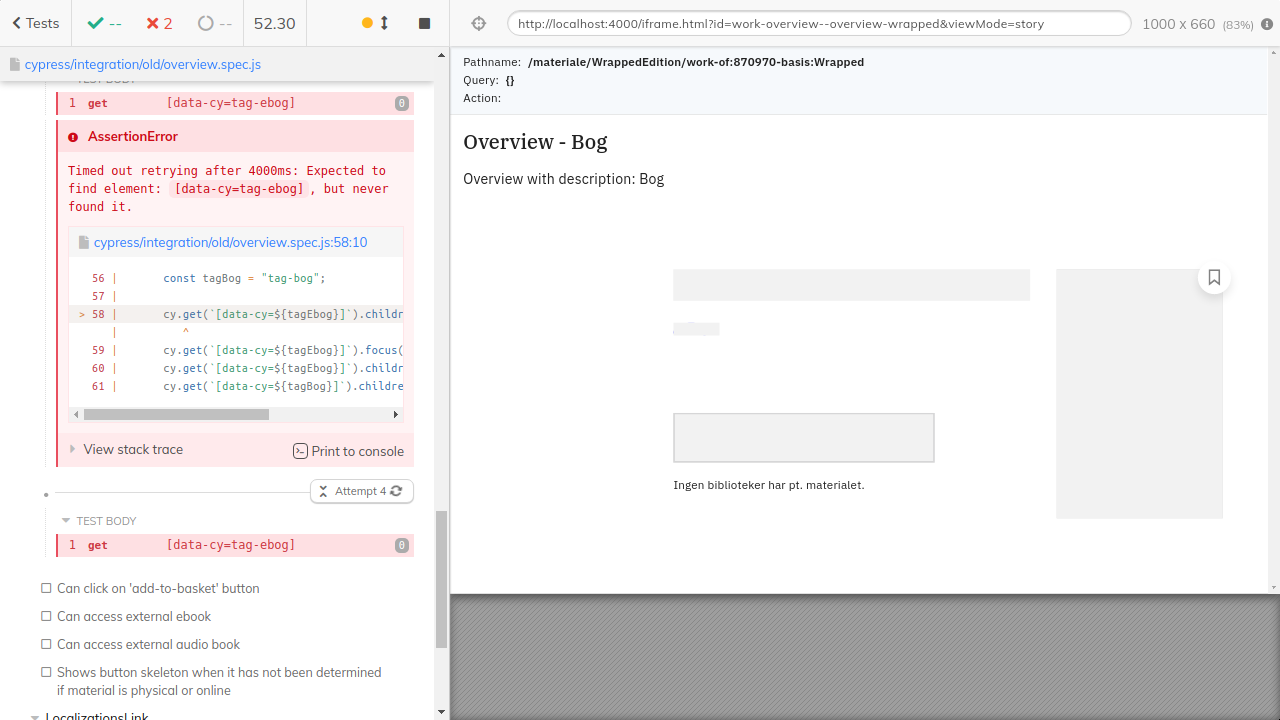 Tests
--
2
--
52.30
http://localhost:4000/iframe.html?id=work-overview--overview-wrapped&viewMode=story
1000 x 660 (83%)
cypress/integration/old/overview.spec.js
TEST BODY
1 get [data-cy=tag-ebog] 0
AssertionError
Timed out retrying after 4000ms: Expected to
find element: [data-cy=tag-ebog], but never
found it.
cypress/integration/old/overview.spec.js:58:10
56 | const tagBog = "tag-bog";
57 |
> 58 | cy.get(`[data-cy=${tagEbog}]`).childr
| ^
59 | cy.get(`[data-cy=${tagEbog}]`).focus(
60 | cy.get(`[data-cy=${tagEbog}]`).childr
61 | cy.get(`[data-cy=${tagBog}]`).childre
View stack trace
Print to console
Attempt 4
TEST BODY
1 get [data-cy=tag-ebog] 0
Can click on 'add-to-basket' button
Can access external ebook
Can access external audio book
Shows button skeleton when it has not been determined
if material is physical or online
LocalizationsLink
Pathname: /materiale/WrappedEdition/work-of:870970-basis:Wrapped
Query: {}
Action:
Overview - Bog
Overview with description: Bog
Ingen biblioteker har pt. materialet.